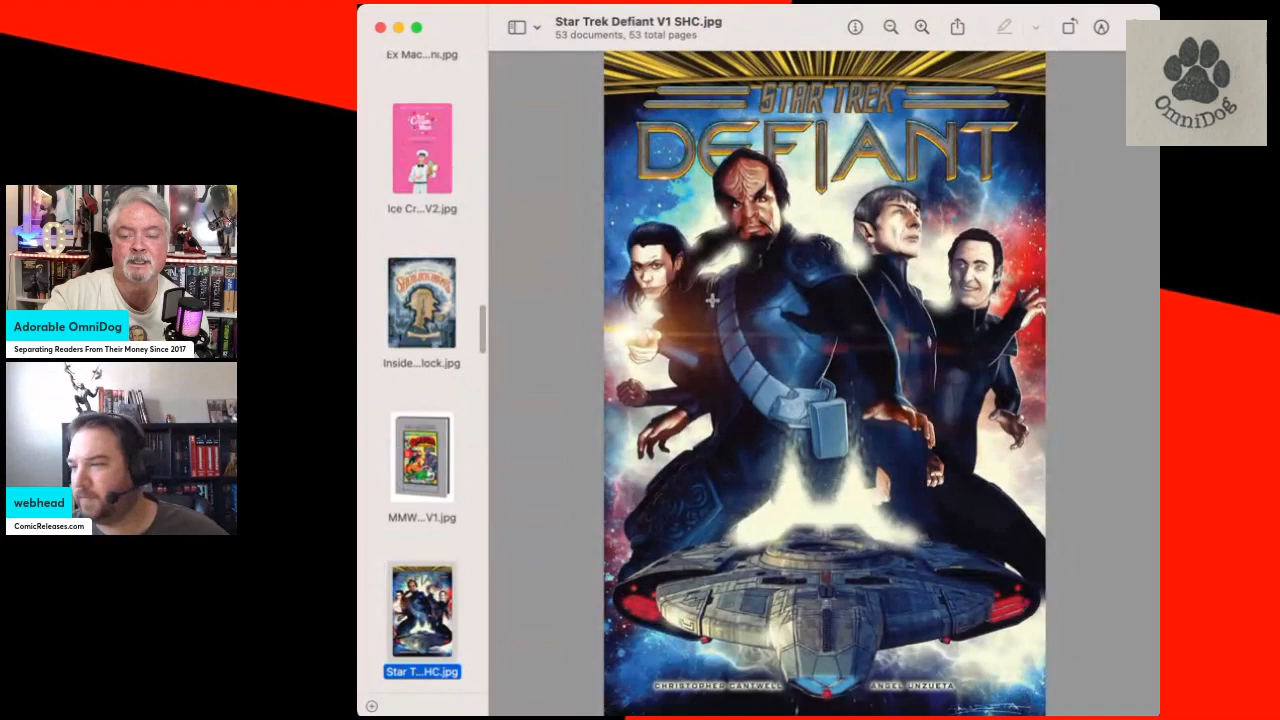 Star Trek Defiant V1 SHC.jpg
53 documents, 53 total pages
OmniDog
Ex Mac...ni.jpg
Ice Cr...V2.jpg
Inside...lock.jpg
MMW...V1.jpg
Star T...HC.jpg
STAR TREK
DEFIANT
CHRISTOPHER CANTWELL
ANGEL UNZUETA
Adorable OmniDog
Separating Readers From Their Money Since 2017
webhead
ComicReleases.com